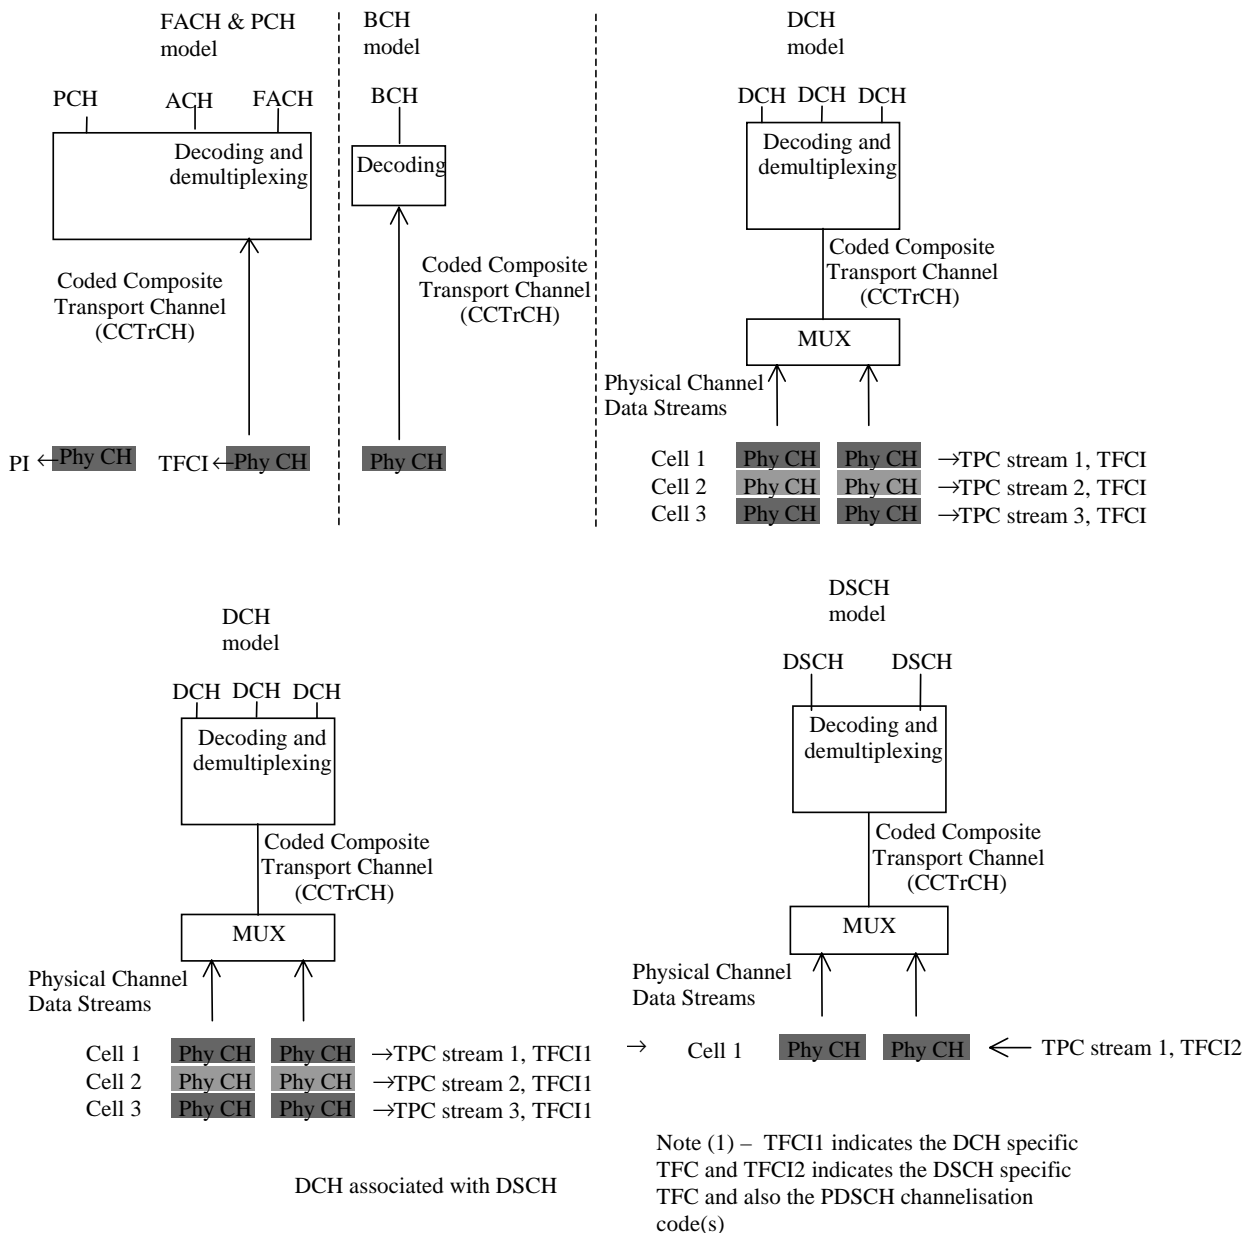 FACH & PCH
model
BCH
model
DCH
model
PCH
ACH
FACH
BCH
DCH DCH DCH
Decoding and
demultiplexing
Decoding
Decoding and
demultiplexing
Coded Composite
Transport Channel
(CCTrCH)
Coded Composite
Transport Channel
(CCTrCH)
Coded Composite
Transport Channel
(CCTrCH)
MUX
Physical Channel
Data Streams
PI ← Phy CH
TFCI ← Phy CH
Phy CH
Cell 1 Phy CH Phy CH →TPC stream 1, TFCI
Cell 2 Phy CH Phy CH →TPC stream 2, TFCI
Cell 3 Phy CH Phy CH →TPC stream 3, TFCI
DCH
model
DSCH
model
DCH DCH DCH
DSCH DSCH
Decoding and
demultiplexing
Decoding and
demultiplexing
Coded Composite
Transport Channel
(CCTrCH)
Coded Composite
Transport Channel
(CCTrCH)
MUX
MUX
Physical Channel
Data Streams
Physical Channel
Data Streams
Cell 1 Phy CH Phy CH →TPC stream 1, TFCI1
Cell 2 Phy CH Phy CH →TPC stream 2, TFCI1
Cell 3 Phy CH Phy CH →TPC stream 3, TFCI1
→ Cell 1 Phy CH Phy CH TPC stream 1, TFCI2
DCH associated with DSCH
Note (1) – TFCI1 indicates the DCH specific
TFC and TFCI2 indicates the DSCH specific
TFC and also the PDSCH channelisation
code(s)